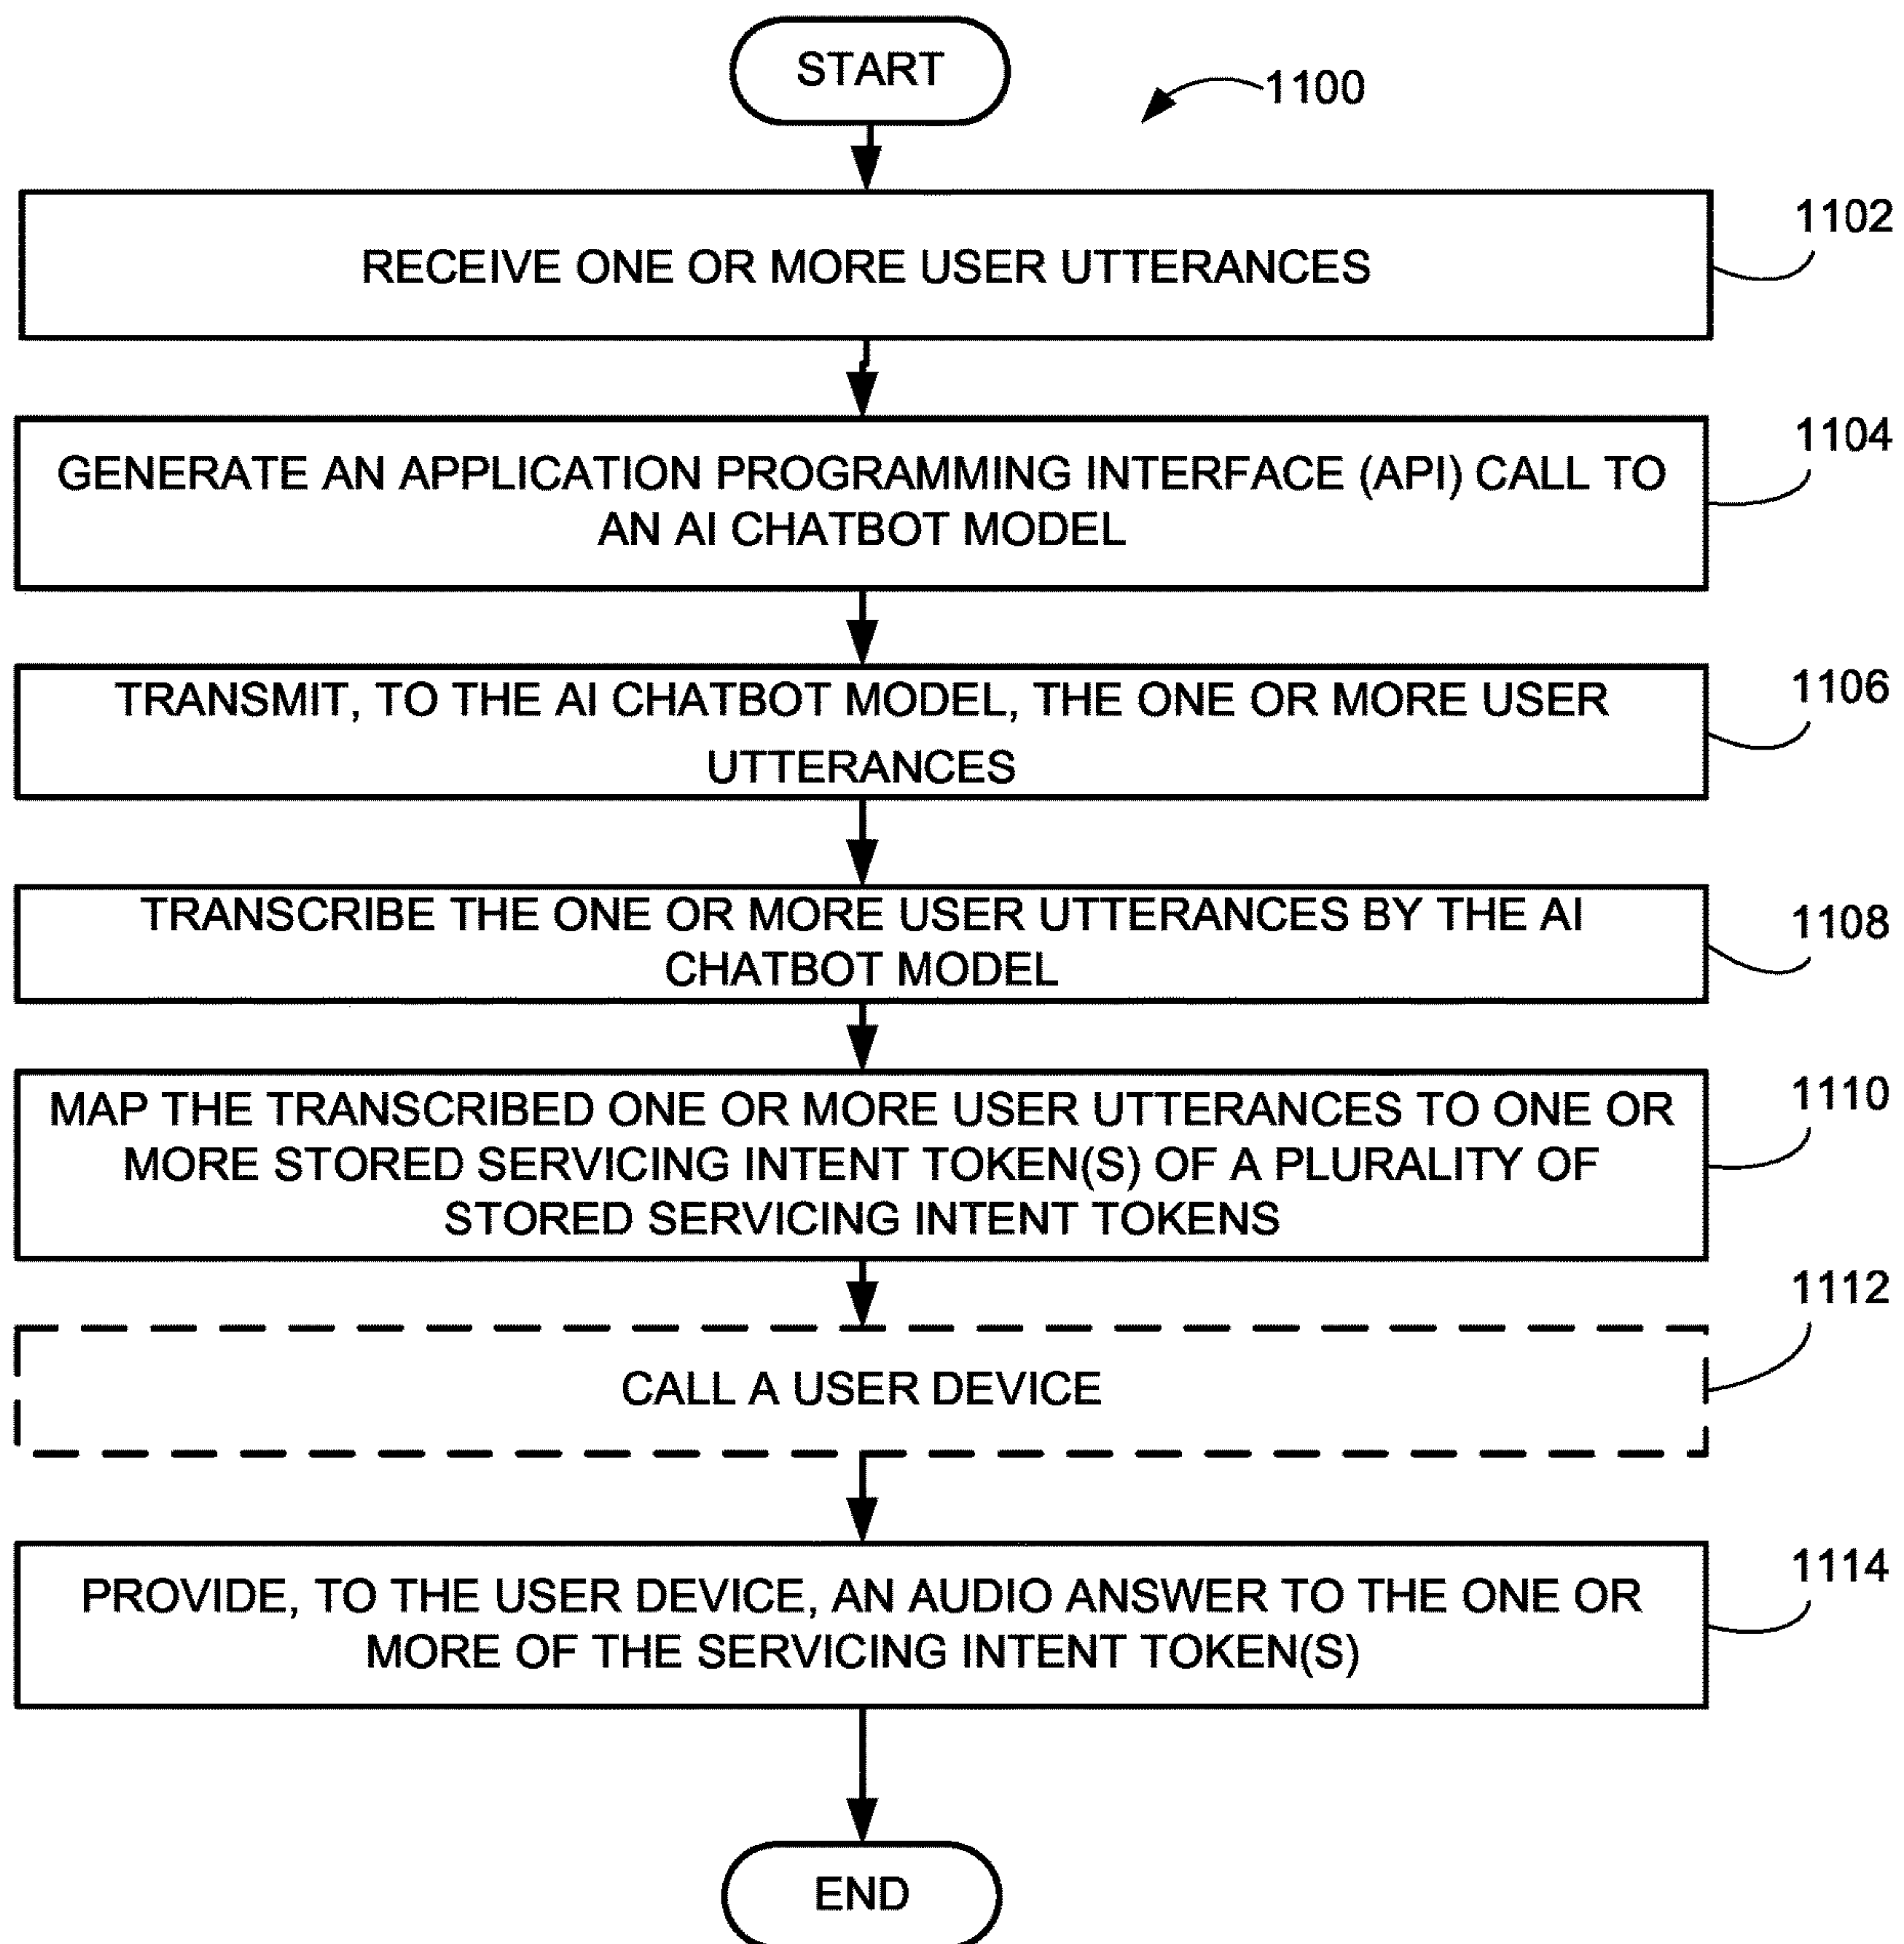 START
1100
1102
RECEIVE ONE OR MORE USER UTTERANCES
1104
GENERATE AN APPLICATION PROGRAMMING INTERFACE (API) CALL TO
AN AI CHATBOT MODEL
1106
TRANSMIT, TO THE AI CHATBOT MODEL, THE ONE OR MORE USER
UTTERANCES
1108
TRANSCRIBE THE ONE OR MORE USER UTTERANCES BY THE AI
CHATBOT MODEL
1110
MAP THE TRANSCRIBED ONE OR MORE USER UTTERANCES TO ONE OR
MORE STORED SERVICING INTENT TOKEN(S) OF A PLURALITY OF
STORED SERVICING INTENT TOKENS
1112
CALL A USER DEVICE
1114
PROVIDE, TO THE USER DEVICE, AN AUDIO ANSWER TO THE ONE OR
MORE OF THE SERVICING INTENT TOKEN(S)
END